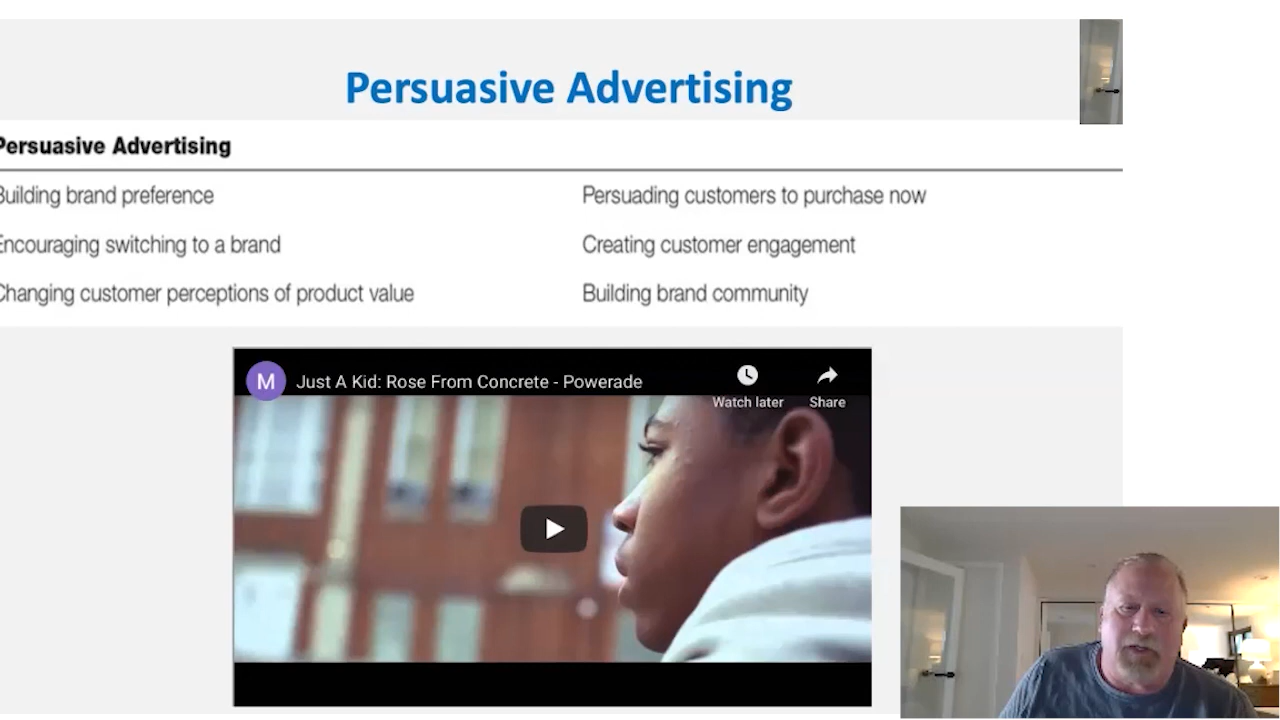 Persuasive Advertising
Persuasive Advertising
Building brand preference
Persuading customers to purchase now
Encouraging switching to a brand
Creating customer engagement
Changing customer perceptions of product value
Building brand community
M
Just A Kid: Rose From Concrete - Powerade
Watch later
Share